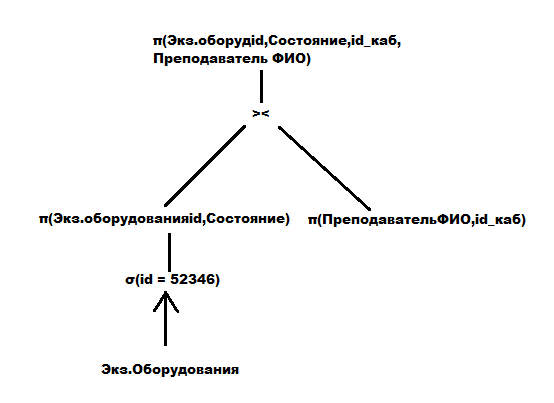 π(Экз.оборудid,Состояние,id_каб,
Преподаватель ФИО)
><
π(Экз.оборудованияid,Состояние)
π(ПреподавательФИО,id_каб)
σ(id = 52346)
Экз.Оборудования